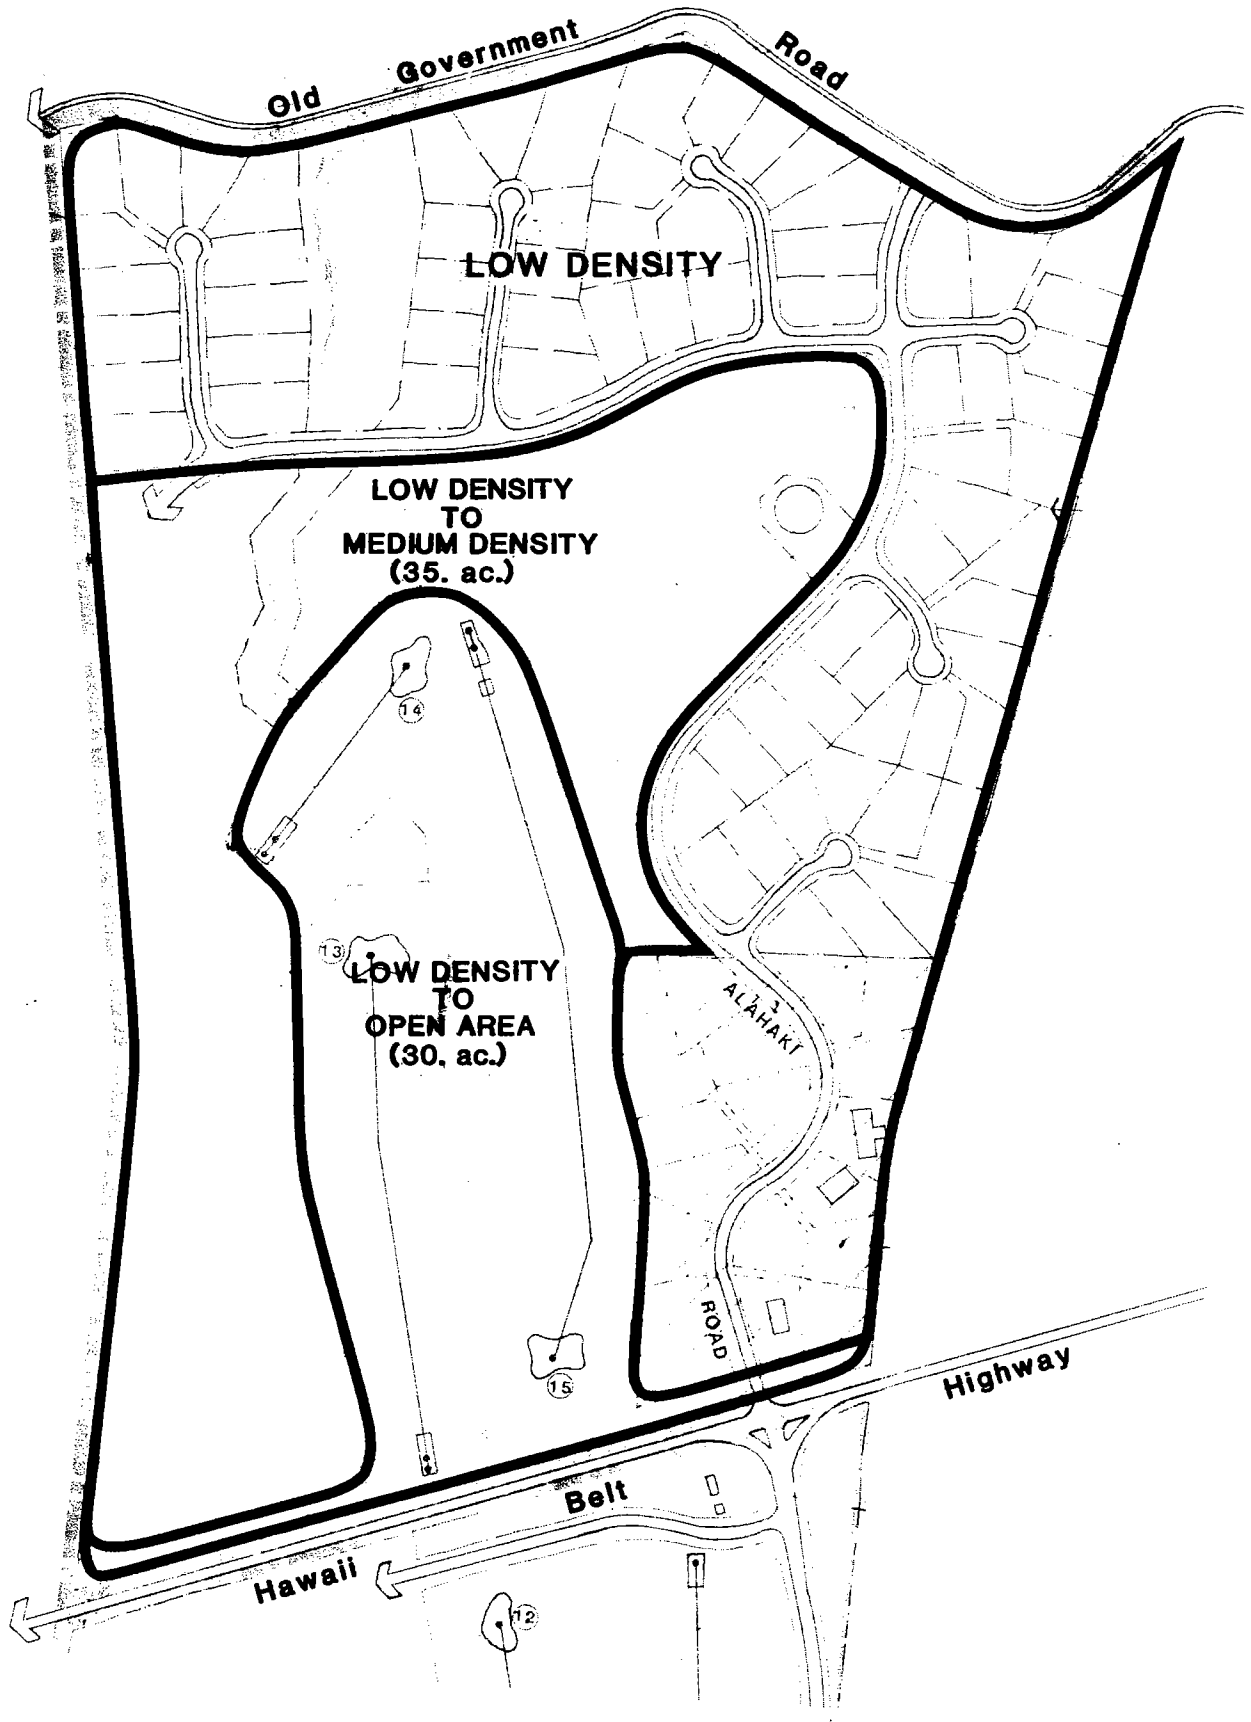 Old Government Road
LOW DENSITY
LOW DENSITY
TO
MEDIUM DENSITY
(35. ac.)
14
13
LOW DENSITY
TO
OPEN AREA
(30. ac.)
ALAHAKI
ROAD
15
Hawaii Belt Highway
12